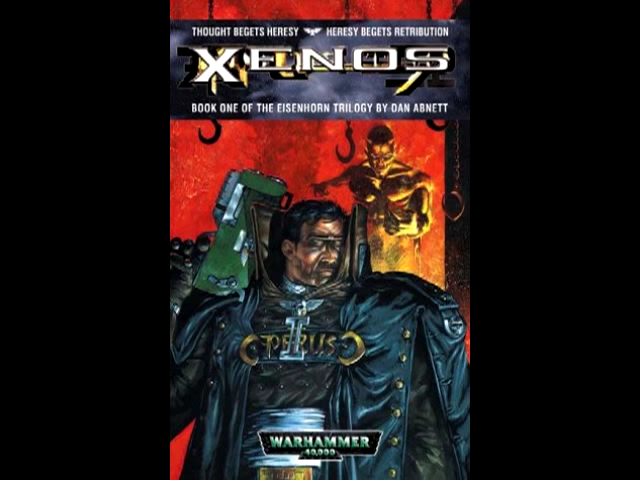 THOUGHT BEGETS HERESY HERESY BEGETS RETRIBUTION
XENOS
BOOK ONE OF THE EISENHORN TRILOGY BY DAN ABNETT
I
WARHAMMER
40,000